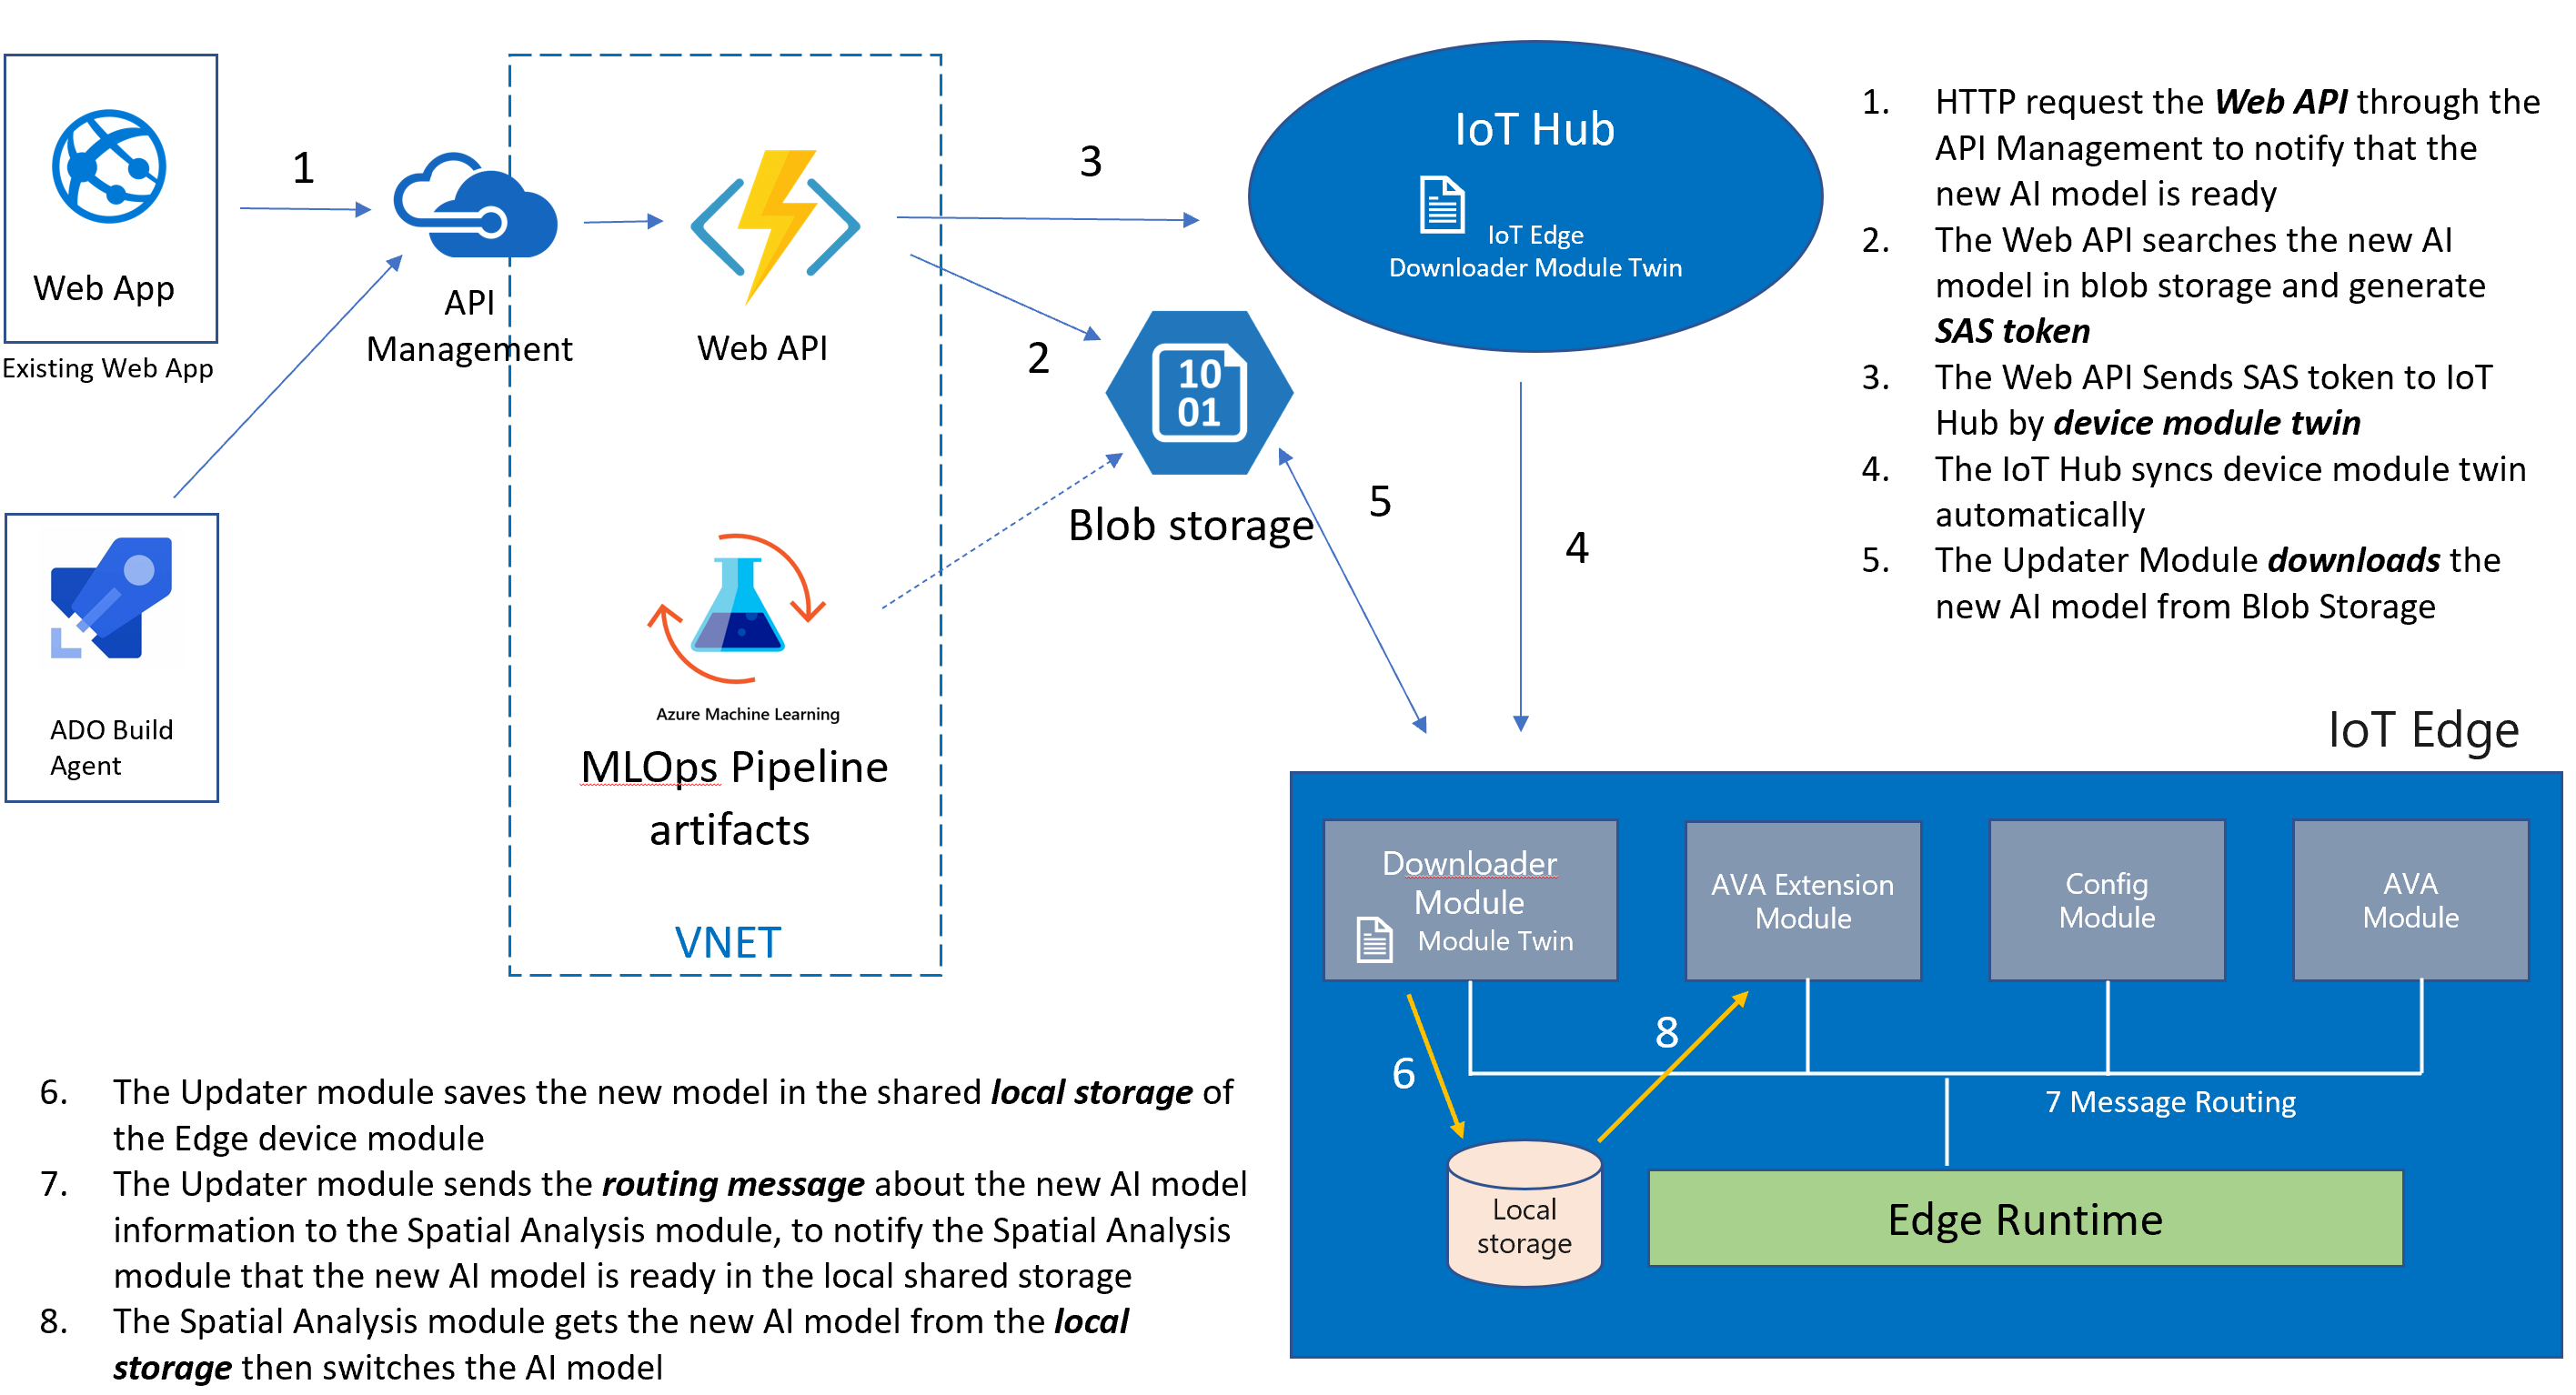 Web App
Existing Web App
1
API
Management
Web API
3
2
IoT Hub
IoT Edge
Downloader Module Twin
10
01
Blob storage
5
4
ADO Build
Agent
Azure Machine Learning
MLOps Pipeline
artifacts
VNET
1. HTTP request the Web API through the
API Management to notify that the
new AI model is ready
2. The Web API searches the new AI
model in blob storage and generate
SAS token
3. The Web API Sends SAS token to IoT
Hub by device module twin
4. The IoT Hub syncs device module twin
automatically
5. The Updater Module downloads the
new AI model from Blob Storage
IoT Edge
Downloader
Module
Module Twin
AVA Extension
Module
Config
Module
AVA
Module
6
8
7 Message Routing
Local
storage
Edge Runtime
6. The Updater module saves the new model in the shared local storage of
the Edge device module
7. The Updater module sends the routing message about the new AI model
information to the Spatial Analysis module, to notify the Spatial Analysis
module that the new AI model is ready in the local shared storage
8. The Spatial Analysis module gets the new AI model from the local
storage then switches the AI model